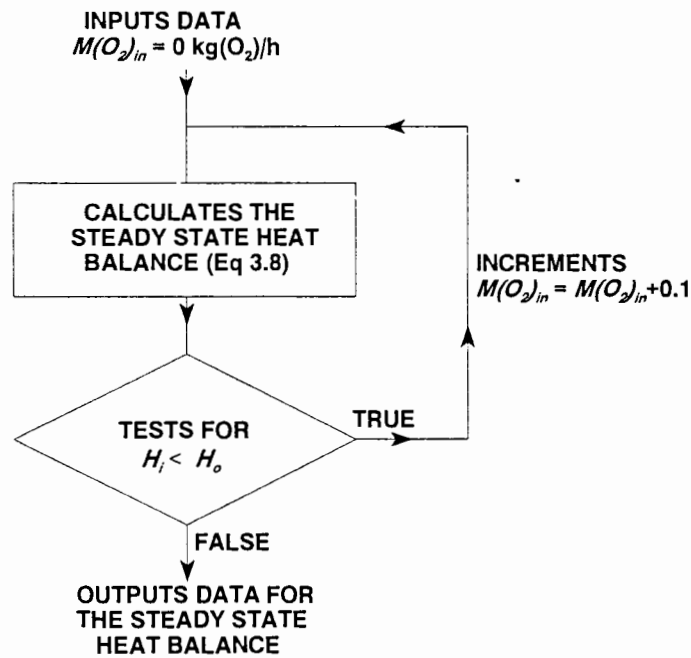 INPUTS DATA
M(O₂)ᵢₙ = 0 kg(O₂)/h
CALCULATES THE
STEADY STATE HEAT
BALANCE (Eq 3.8)
INCREMENTS
M(O₂)ᵢₙ = M(O₂)ᵢₙ+0.1
TESTS FOR
Hᵢ < Hₒ
TRUE
FALSE
OUTPUTS DATA FOR
THE STEADY STATE
HEAT BALANCE